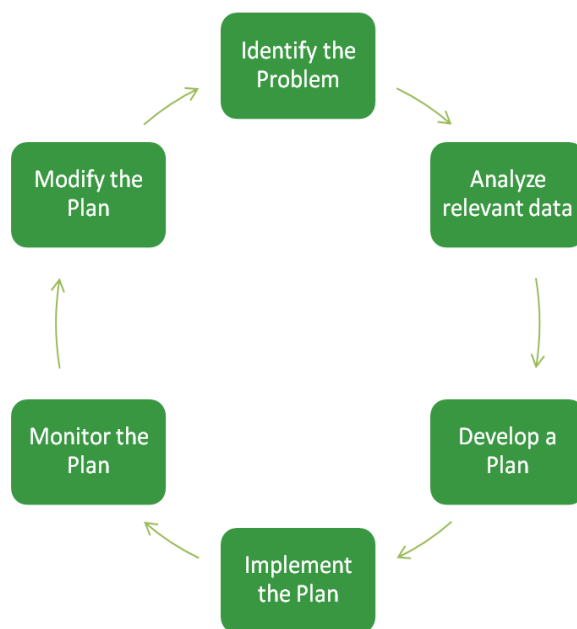 Identify the
Problem
Analyze
relevant data
Develop a
Plan
Implement
the Plan
Monitor the
Plan
Modify the
Plan